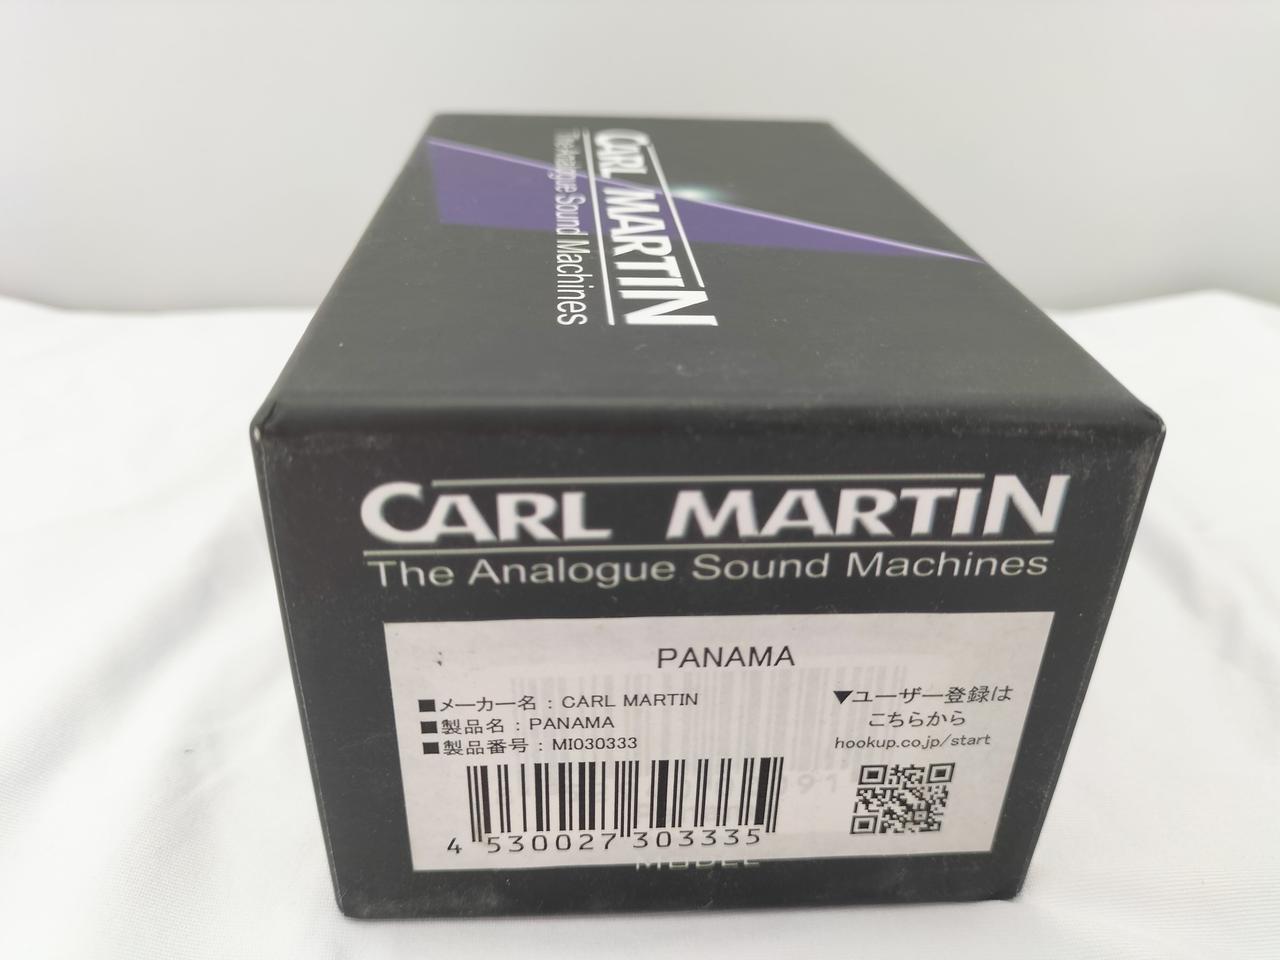 CARL MARTIN
The Analogue Sound Machines
CARL MARTIN
The Analogue Sound Machines
PANAMA
■メーカー名 : CARL MARTIN
■製品名 : PANAMA
■製品番号 : MI030333
▼ユーザー登録は
こちらから
hookup.co.jp/start
4 530027 303335
MODEL